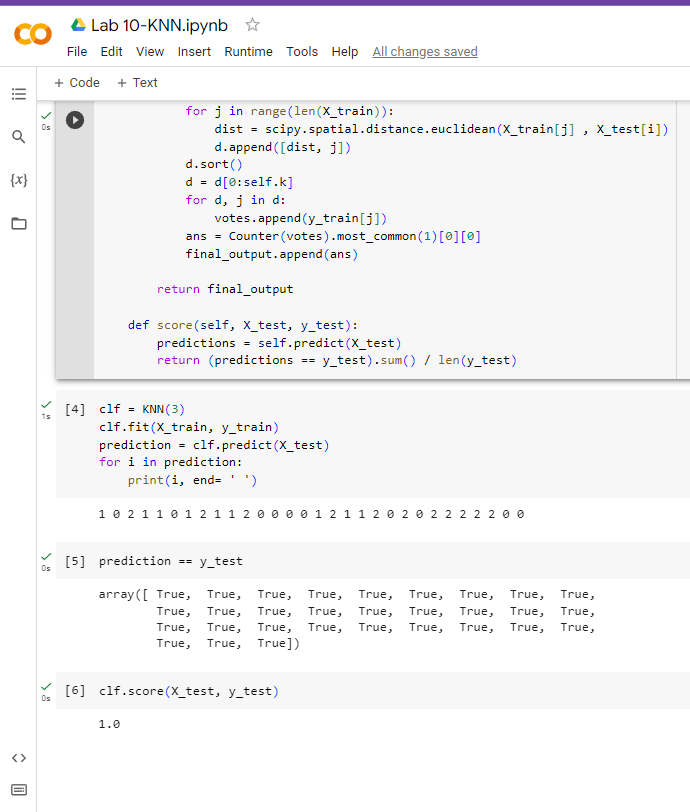 Lab 10-KNN.ipynb
File Edit View Insert Runtime Tools Help All changes saved
+ Code + Text
for j in range(len(X_train)):
0s
dist = scipy.spatial.distance.euclidean(X_train[j] , X_test[i])
d.append([dist, j])
d.sort()
d = d[0:self.k]
for d, j in d:
votes.append(y_train[j])
ans = Counter(votes).most_common(1)[0][0]
final_output.append(ans)
return final_output
def score(self, X_test, y_test):
predictions = self.predict(X_test)
return (predictions == y_test).sum() / len(y_test)
[4] clf = KNN(3)
1s
clf.fit(X_train, y_train)
prediction = clf.predict(X_test)
for i in prediction:
print(i, end= ' ')
1 0 2 1 1 0 1 2 1 1 2 0 0 0 0 1 2 1 1 2 0 2 0 2 2 2 2 2 0 0
[5] prediction == y_test
0s
array([ True, True, True, True, True, True, True, True, True,
True, True, True, True, True, True, True, True, True,
True, True, True, True, True, True, True, True, True,
True, True, True])
[6] clf.score(X_test, y_test)
0s
1.0
{x}
<>